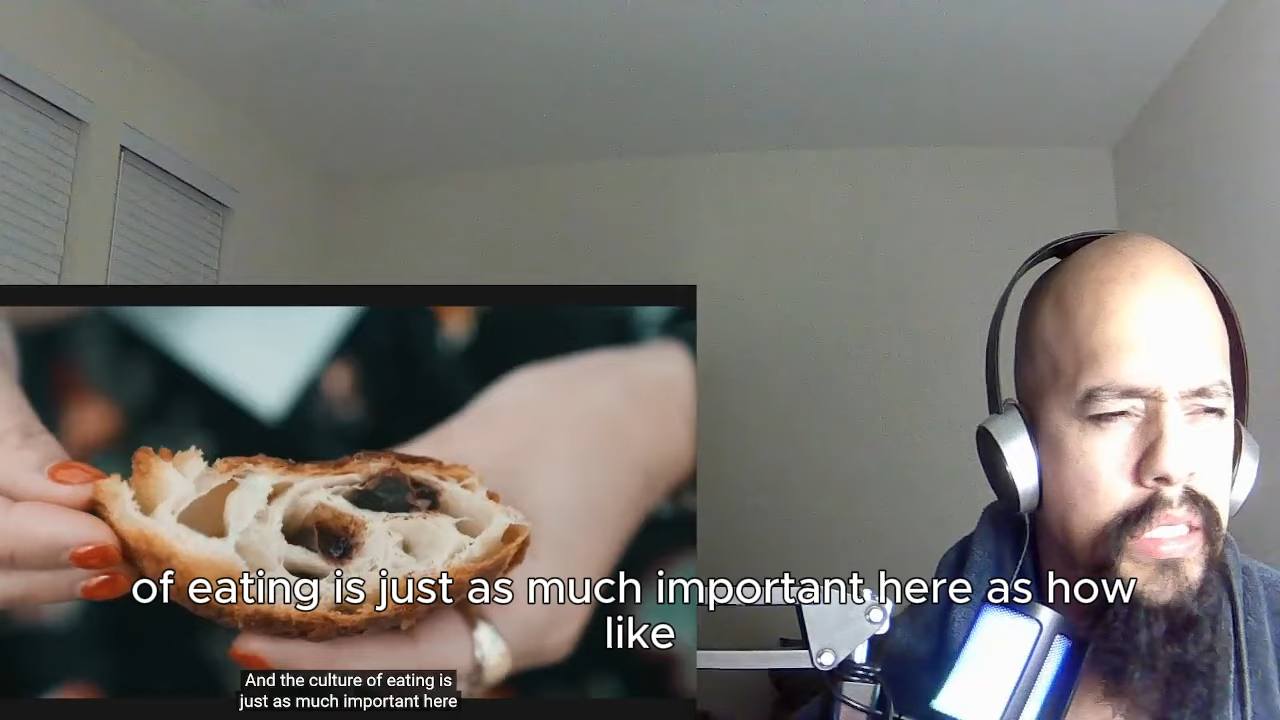 of eating is just as much important here as how
like
And the culture of eating is
just as much important here